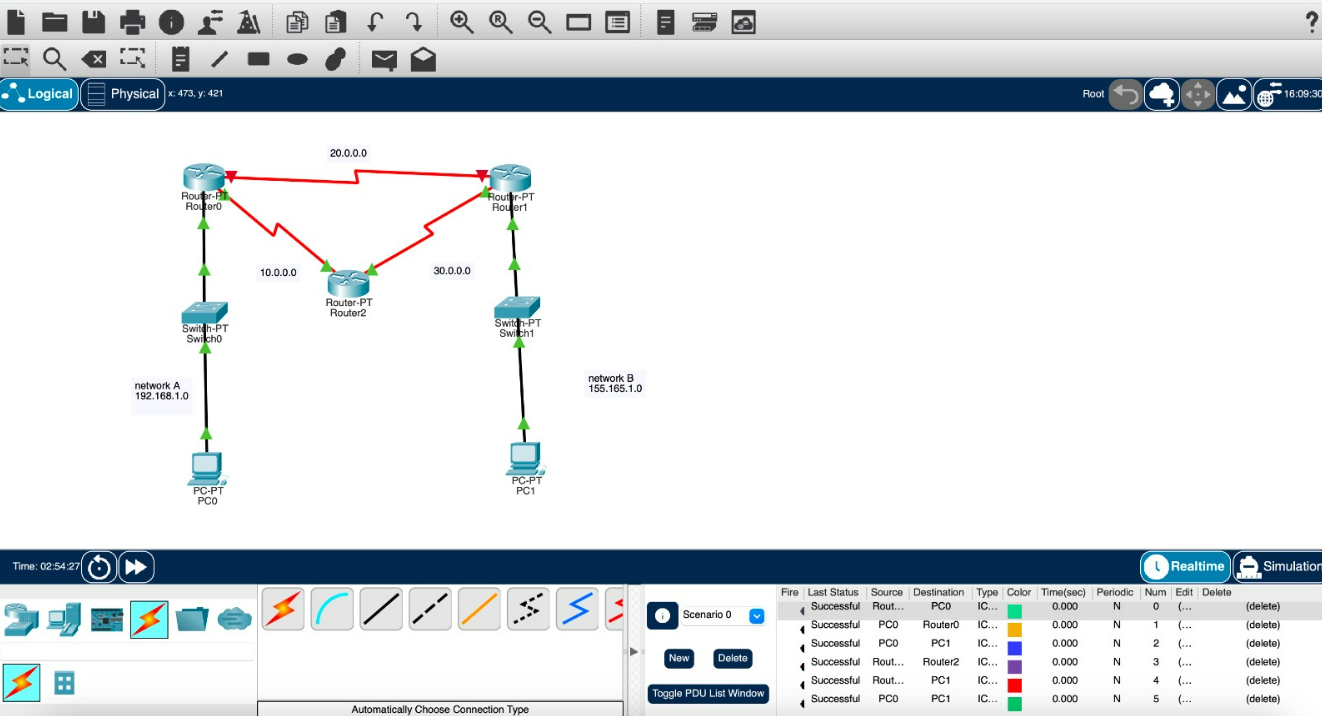 ?
Logical
Physical
x: 473, y: 421
Root
16:09:30
20.0.0.0
Router-PT
Router0
Router-PT
Router1
10.0.0.0
30.0.0.0
Router-PT
Router2
Switch-PT
Switch0
Switch-PT
Switch1
network A
192.168.1.0
network B
155.165.1.0
PC-PT
PC0
PC-PT
PC1
Time: 02:54:27
Realtime
Simulation
Automatically Choose Connection Type
Scenario 0
New
Delete
Toggle PDU List Window
Fire Last Status Source Destination Type Color Time(sec) Periodic Num Edit Delete
Successful Rout... PC0 IC... 0.000 N 0 (... (delete)
Successful PC0 Router0 IC... 0.000 N 1 (... (delete)
Successful PC0 PC1 IC... 0.000 N 2 (... (delete)
Successful Rout... Router2 IC... 0.000 N 3 (... (delete)
Successful Rout... PC1 IC... 0.000 N 4 (... (delete)
Successful PC0 PC1 IC... 0.000 N 5 (... (delete)